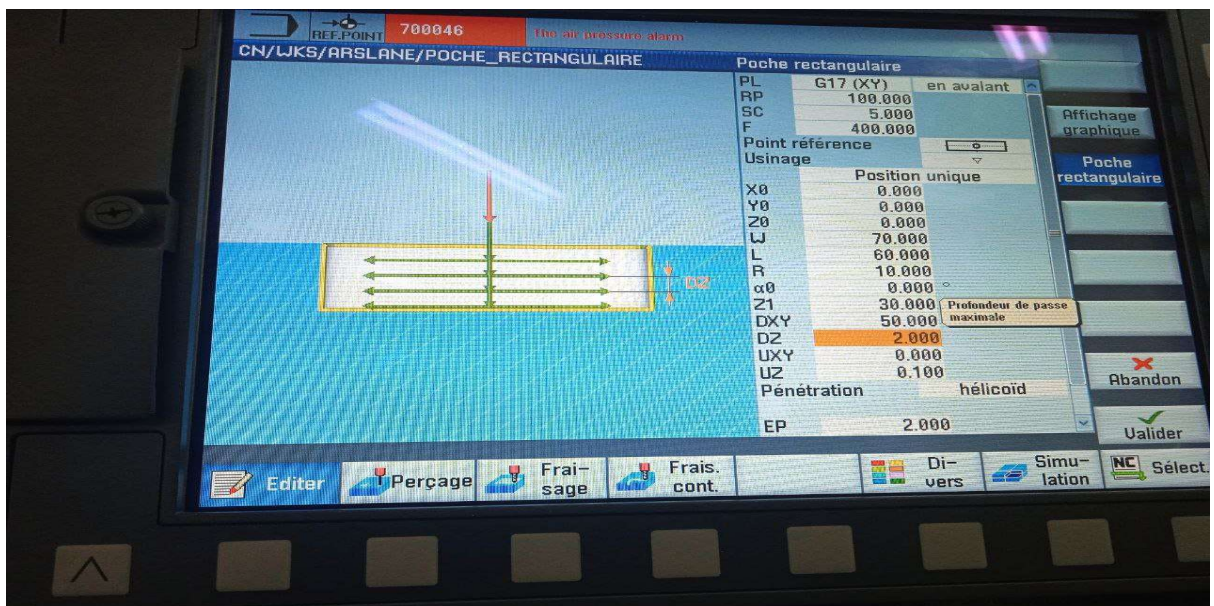 REF.POINT
700046 The air pressure alarm
CN/WKS/ARSLANE/POCHE_RECTANGULAIRE
Poche rectangulaire
PL G17 (XY) en avalant
RP 100.000
SC 5.000
F 400.000
Point référence
Usinage ▽
Position unique
X0 0.000
Y0 0.000
Z0 0.000
W 70.000
L 60.000
R 10.000
α0 0.000 °
Z1 30.000
DXY 50.000
DZ 2.000
UXY 0.000
UZ 0.100
Pénétration hélicoïd
EP 2.000
Profondeur de passe
maximale
DZ
Affichage
graphique
Poche
rectangulaire
Abandon
Valider
Editer
Perçage
Frai-
sage
Frais.
cont.
Di-
vers
Simu-
lation
NC Sélect.